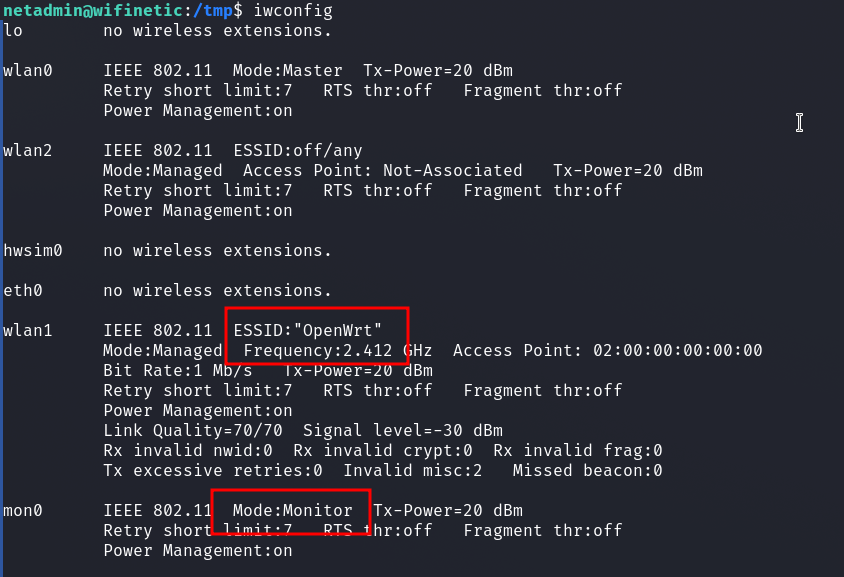 netadmin@wifinetic:/tmp$ iwconfig
lo        no wireless extensions.
wlan0     IEEE 802.11  Mode:Master  Tx-Power=20 dBm
          Retry short limit:7   RTS thr:off   Fragment thr:off
          Power Management:on
wlan2     IEEE 802.11  ESSID:off/any
          Mode:Managed  Access Point: Not-Associated   Tx-Power=20 dBm
          Retry short limit:7   RTS thr:off   Fragment thr:off
          Power Management:on
hwsim0    no wireless extensions.
eth0      no wireless extensions.
wlan1     IEEE 802.11  ESSID:"OpenWrt"
          Mode:Managed  Frequency:2.412 GHz  Access Point: 02:00:00:00:00:00
          Bit Rate:1 Mb/s   Tx-Power=20 dBm
          Retry short limit:7   RTS thr:off   Fragment thr:off
          Power Management:on
          Link Quality=70/70  Signal level=-30 dBm
          Rx invalid nwid:0  Rx invalid crypt:0  Rx invalid frag:0
          Tx excessive retries:0  Invalid misc:2   Missed beacon:0
mon0      IEEE 802.11  Mode:Monitor  Tx-Power=20 dBm
          Retry short limit:7   RTS thr:off   Fragment thr:off
          Power Management:on